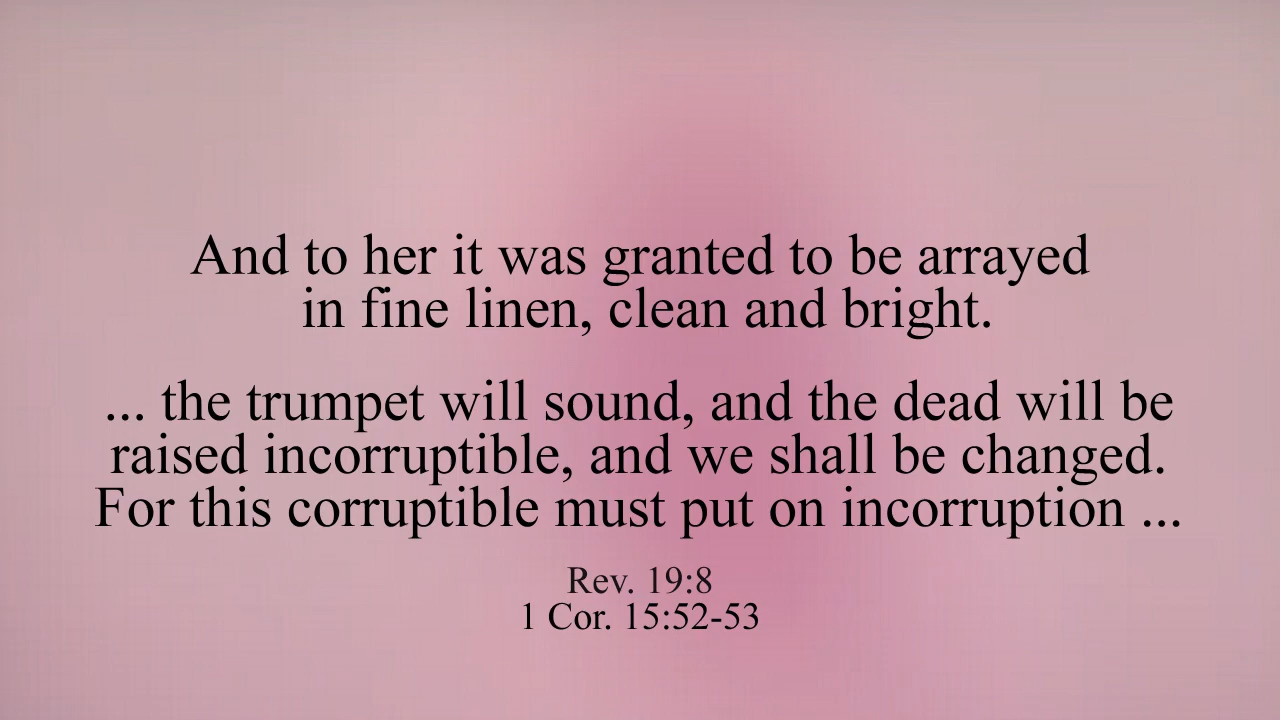 And to her it was granted to be arrayed
in fine linen, clean and bright.
... the trumpet will sound, and the dead will be
raised incorruptible, and we shall be changed.
For this corruptible must put on incorruption ...
Rev. 19:8
1 Cor. 15:52-53